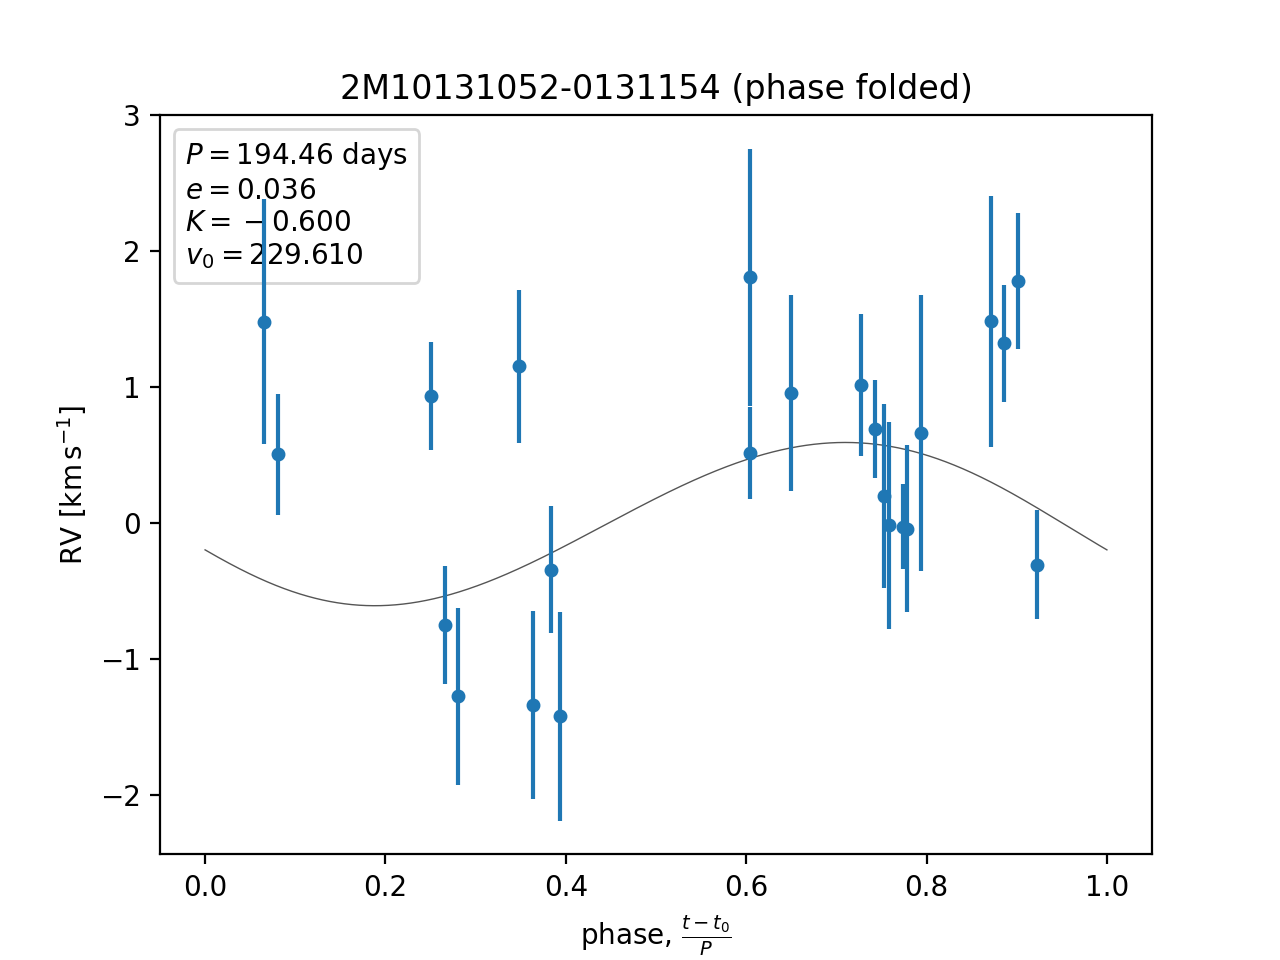 2M10131052-0131154 (phase folded)
P = 194.46 days
e = 0.036
K = −0.600
v₀ = 229.610
RV [km s⁻¹]
3
2
1
0
−1
−2
0.0 0.2 0.4 0.6 0.8 1.0
phase, (t − t₀)/P